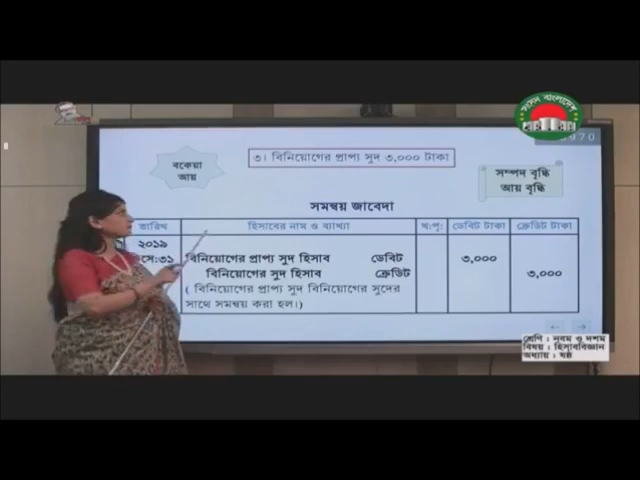 সংসদ বাংলাদেশ
৩। বিনিয়োগের প্রাপ্য সুদ ৩,০০০ টাকা
বকেয়া
আয়
সম্পদ বৃদ্ধি
আয় বৃদ্ধি
সমন্বয় জাবেদা
তারিখ হিসাবের নাম ও ব্যাখ্যা খ:পৃ: ডেবিট টাকা ক্রেডিট টাকা
২০১৯
সে:৩১ বিনিয়োগের প্রাপ্য সুদ হিসাব ডেবিট ৩,০০০
বিনিয়োগের সুদ হিসাব ক্রেডিট ৩,০০০
( বিনিয়োগের প্রাপ্য সুদ বিনিয়োগের সুদের
সাথে সমন্বয় করা হল।)
শ্রেণি : নবম ও দশম
বিষয় : হিসাববিজ্ঞান
অধ্যায় : ষষ্ঠ